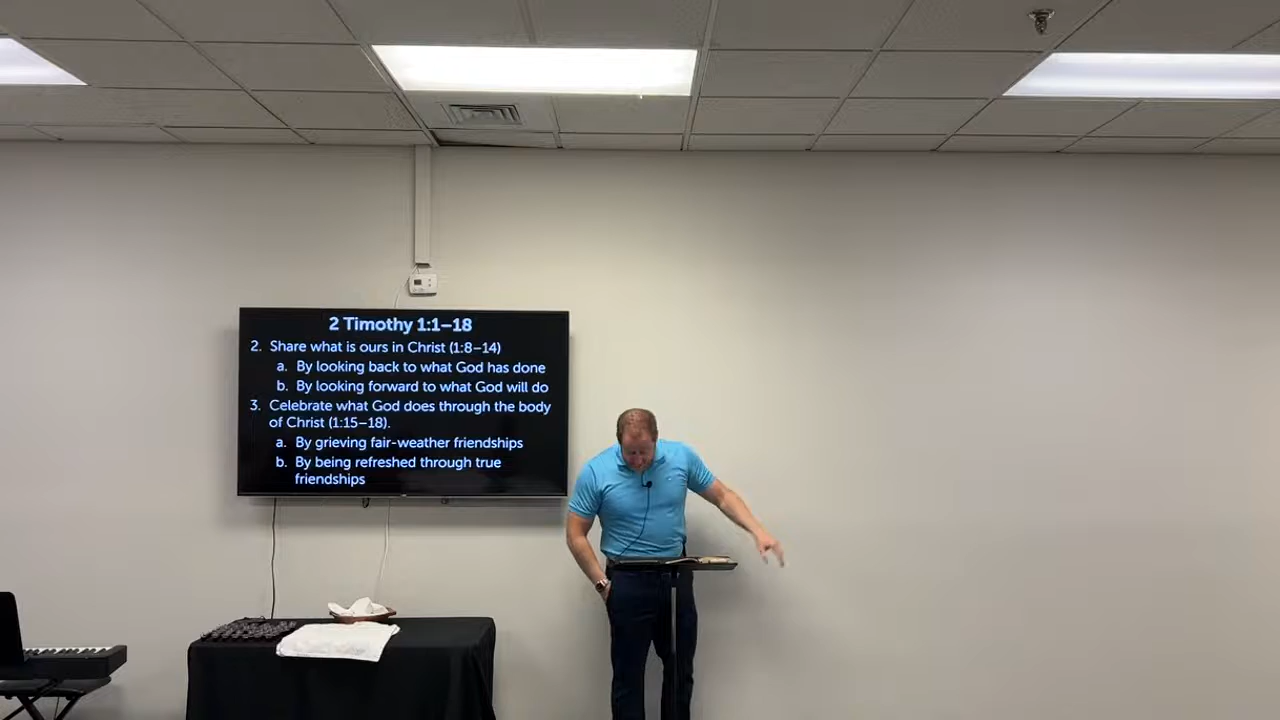 2 Timothy 1:1–18
2. Share what is ours in Christ (1:8–14)
a. By looking back to what God has done
b. By looking forward to what God will do
3. Celebrate what God does through the body
of Christ (1:15–18).
a. By grieving fair-weather friendships
b. By being refreshed through true
friendships